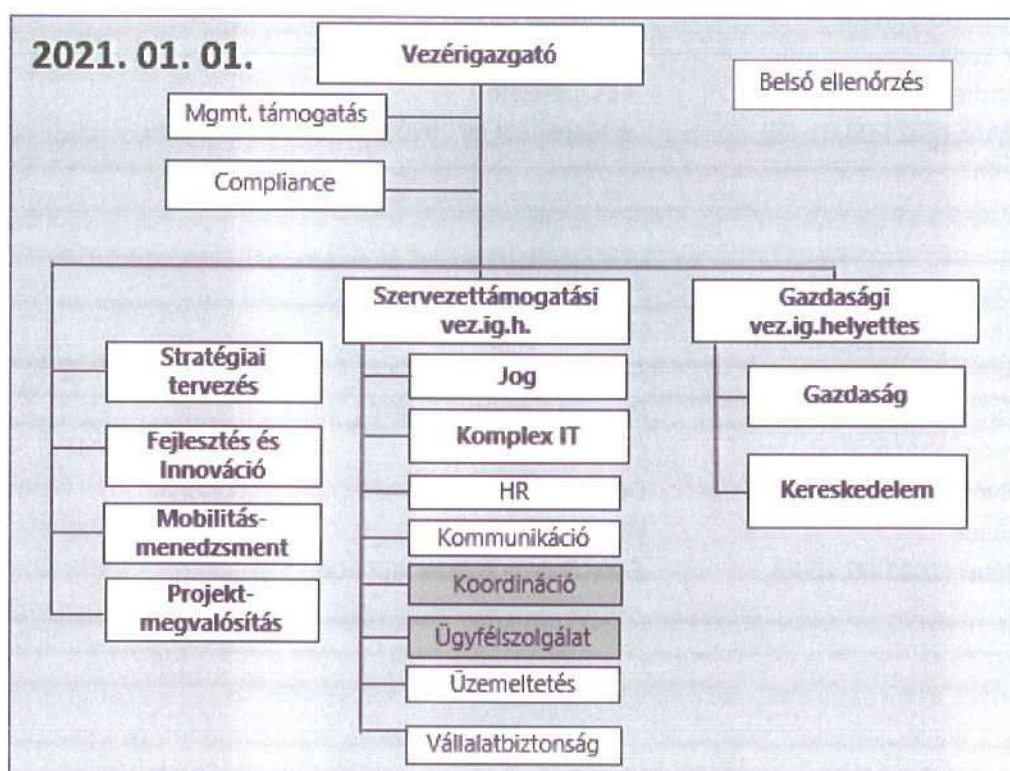 2021. 01. 01.
Vezérigazgató
Belső ellenőrzés
Mgmt. támogatás
Compliance
Szervezettámogatási
vez.ig.h.
Gazdasági
vez.ig.helyettes
Stratégiai
tervezés
Fejlesztés és
Innováció
Mobilitás-
menedzsment
Projekt-
megvalósítás
Jog
Komplex IT
HR
Kommunikáció
Koordináció
Ügyfélszolgálat
Üzemeltetés
Vállalatbiztonság
Gazdaság
Kereskedelem